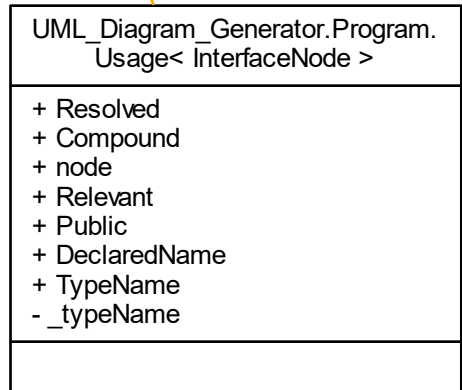 UML_Diagram_Generator.Program.
Usage< InterfaceNode >
+ Resolved
+ Compound
+ node
+ Relevant
+ Public
+ DeclaredName
+ TypeName
- _typeName